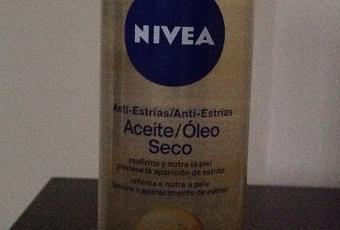 NIVEA
Anti-Estrías/Anti-Estrias
Aceite/Óleo
Seco
reafirma y nutre la piel
previene la aparición de estrías
refirma e nutre a pele
previne o aparecimento de estrias